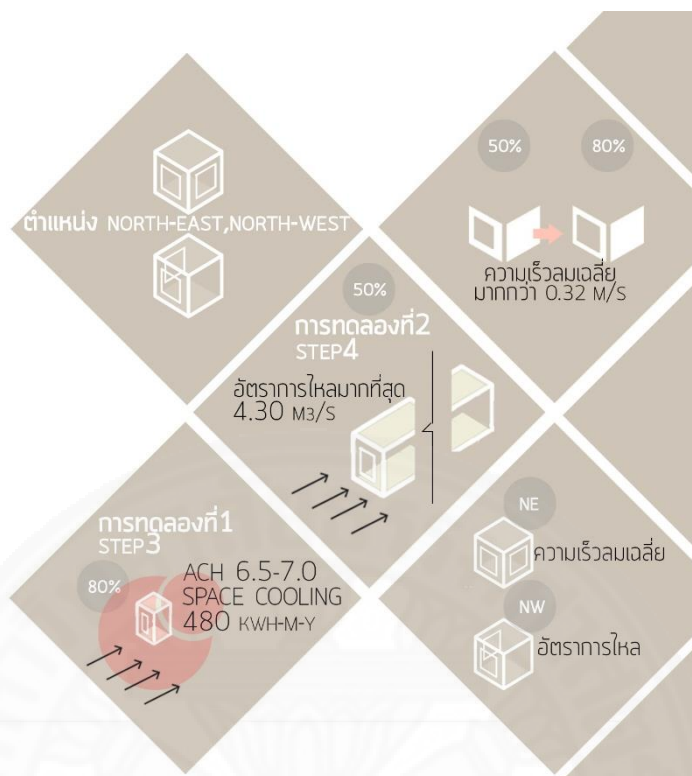 ตำแหน่ง NORTH-EAST,NORTH-WEST
50%
80%
ความเร็วลมเฉลี่ย
มากกว่า 0.32 M/S
50%
การทดลองที่2
STEP4
อัตราการไหลมากที่สุด
4.30 M3/S
การทดลองที่1
STEP3
80%
ACH 6.5-7.0
SPACE COOLING
480 KWH-M-Y
NE
ความเร็วลมเฉลี่ย
NW
อัตราการไหล